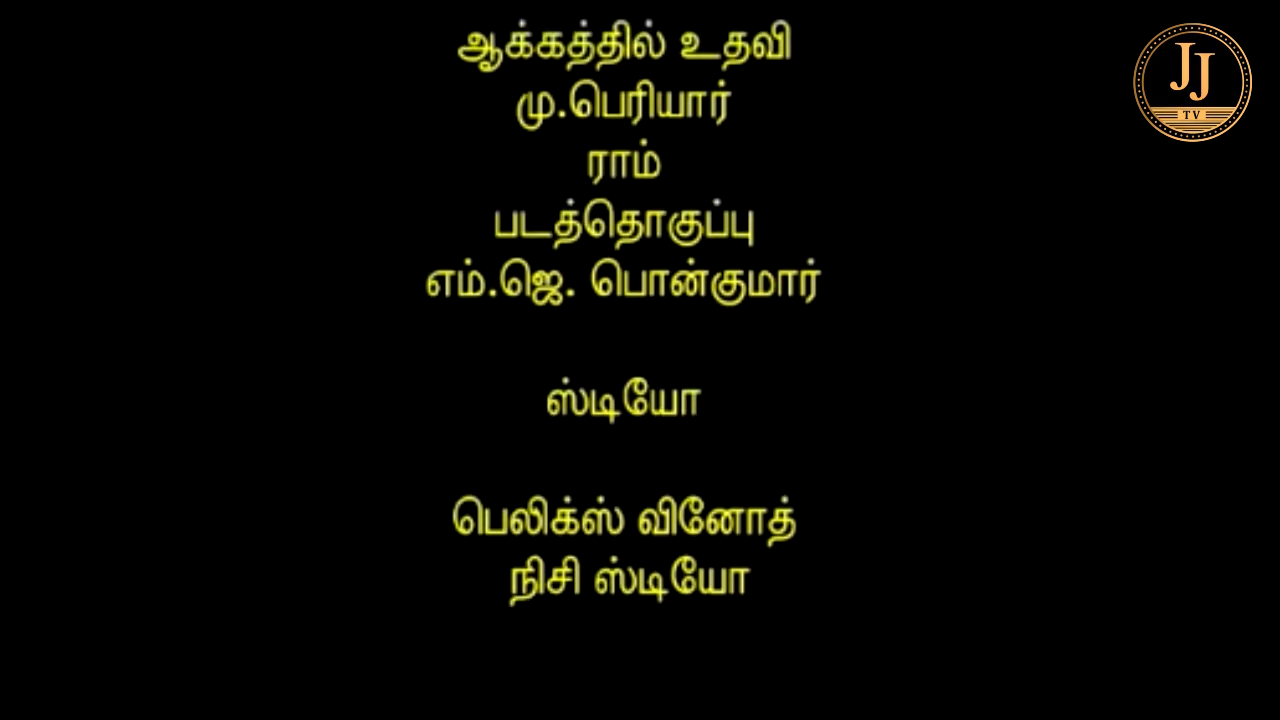 ஆக்கத்தில் உதவி
மு.பெரியார்
ராம்
படத்தொகுப்பு
எம்.ஜெ. பொன்குமார்
ஸ்டியோ
பெலிக்ஸ் வினோத்
நிசி ஸ்டியோ
JJ
TV